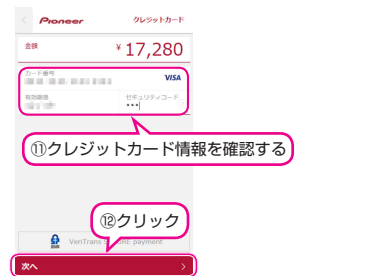 Pioneer クレジットカード
金額 ¥ 17,280
カード番号 VISA
有効期限 セキュリティコード
•••
⑪クレジットカード情報を確認する
⑫クリック
VeriTrans payment
次へ